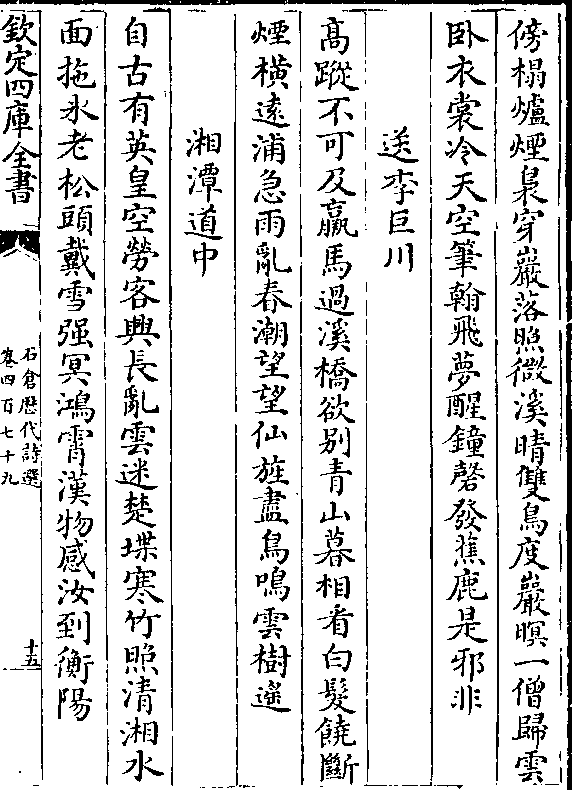 傍榻爐煙裊穿巖落照微溪晴雙鳥度巖暝一僧歸雲
卧衣裳冷天空筆翰飛夢醒鐘磬發蕉鹿是邪非
送李巨川
高蹤不可及羸馬過溪橋欲别青山暮相看白髮饒斷
煙横遠浦急雨亂春潮望望仙旌盡鳥鳴雲樹遥
湘潭道中
自古有英皇空勞客興長亂雲迷楚堞寒竹照清湘水
面拖氷老松頭戴雪强冥鴻霄漢物感汝到衡陽
欽定四庫全書
石倉歴代詩選
卷四百七十九
十五